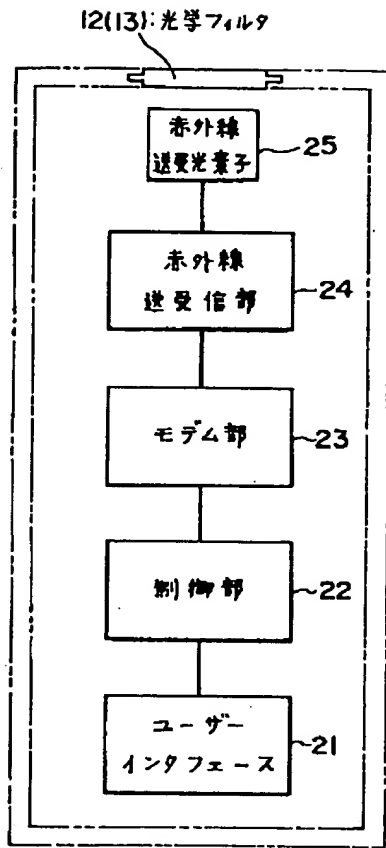 12(13):光学フィルタ
赤外線
送受光素子
25
赤外線
送受信部
24
モデム部
23
制御部
22
ユーザー
インタフェース
21